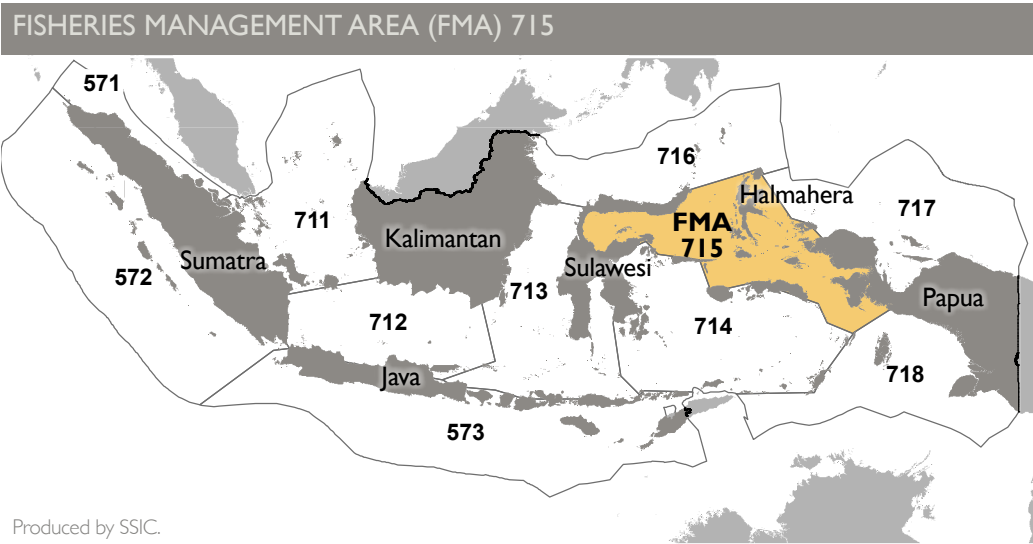 FISHERIES MANAGEMENT AREA (FMA) 715
571
716
Halmahera
717
711
FMA
715
Kalimantan
Sumatra
Sulawesi
572
713
Papua
712
714
Java
718
573
Produced by SSIC.